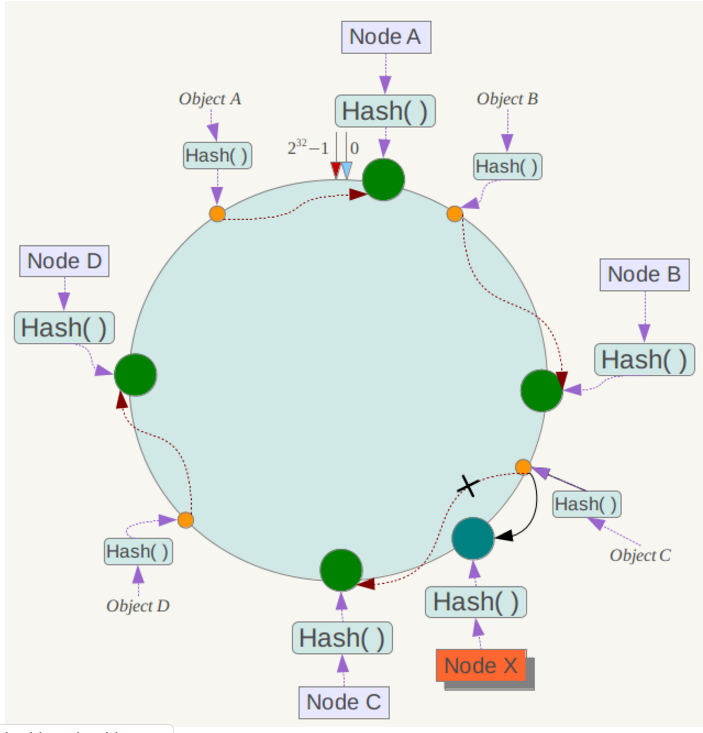 Node A
Object A
Hash( )
Object B
2^32−1
0
Hash( )
Hash( )
Node D
Node B
Hash( )
Hash( )
Hash( )
Object C
Hash( )
Object D
Hash( )
Hash( )
Node X
Node C